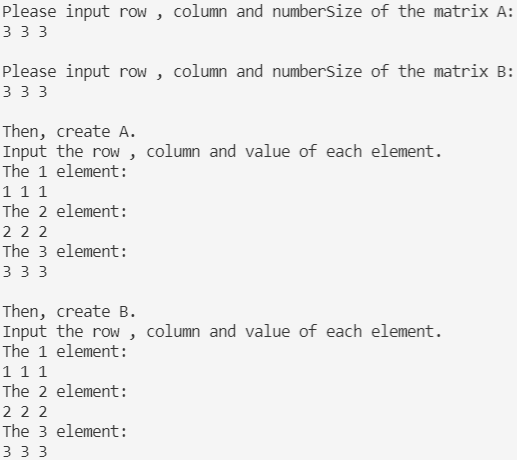 Please input row , column and numberSize of the matrix A:
3 3 3
Please input row , column and numberSize of the matrix B:
3 3 3
Then, create A.
Input the row , column and value of each element.
The 1 element:
1 1 1
The 2 element:
2 2 2
The 3 element:
3 3 3
Then, create B.
Input the row , column and value of each element.
The 1 element:
1 1 1
The 2 element:
2 2 2
The 3 element:
3 3 3